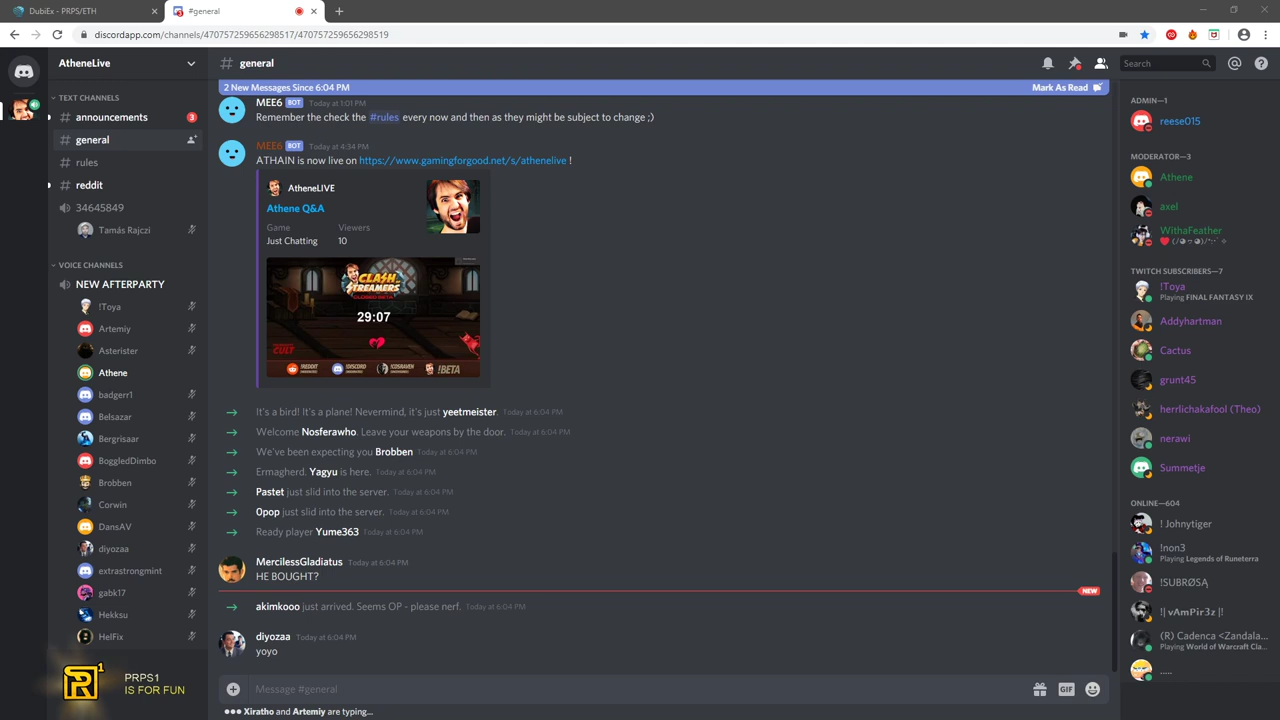 DubiEx - PRPS/ETH
#general
discordapp.com/channels/470757259656298517/470757259656298519
AtheneLive
# general
Search
TEXT CHANNELS
announcements 3
general
rules
reddit
34645849
Tamás Rajczi
VOICE CHANNELS
NEW AFTERPARTY
!Toya
Artemiy
Asterister
Athene
badgerr1
Belsazar
Bergrisaar
BoggledDimbo
Brobben
Corwin
DansAV
diyozaa
extrastrongmint
gabk17
Hekksu
HelFix
PRPS1
IS FOR FUN
2 New Messages Since 6:04 PM
Mark As Read
MEE6 BOT Today at 1:01 PM
Remember the check the #rules every now and then as they might be subject to change ;)
MEE6 BOT Today at 4:34 PM
ATHAIN is now live on https://www.gamingforgood.net/s/athenelive !
AtheneLIVE
Athene Q&A
Game Viewers
Just Chatting 10
CLASH OF
STREAMERS
CLOSED BETA
29:07
CULT
!REDDIT
!DISCORD
!BETA
It's a bird! It's a plane! Nevermind, it's just yeetmeister. Today at 6:04 PM
Welcome Nosferawho. Leave your weapons by the door. Today at 6:04 PM
We've been expecting you Brobben Today at 6:04 PM
Ermagherd. Yagyu is here. Today at 6:04 PM
Pastet just slid into the server. Today at 6:04 PM
0pop just slid into the server. Today at 6:04 PM
Ready player Yume363 Today at 6:04 PM
MercilessGladiatus Today at 6:04 PM
HE BOUGHT?
NEW
akimkooo just arrived. Seems OP - please nerf. Today at 6:04 PM
diyozaa Today at 6:04 PM
yoyo
Message #general
GIF
Xiratho and Artemiy are typing...
ADMIN—1
reese015
MODERATOR—3
Athene
axel
WithaFeather
TWITCH SUBSCRIBERS—7
!Toya
Playing FINAL FANTASY IX
Addyhartman
Cactus
grunt45
herrlichakafool (Theo)
nerawi
Summetje
ONLINE—604
! Johnytiger
!non3
Playing Legends of Runeterra
!SUBRØSĄ
!| vAmPir3z |!
(R) Cadenca <Zandala...
Playing World of Warcraft Cla...
.....